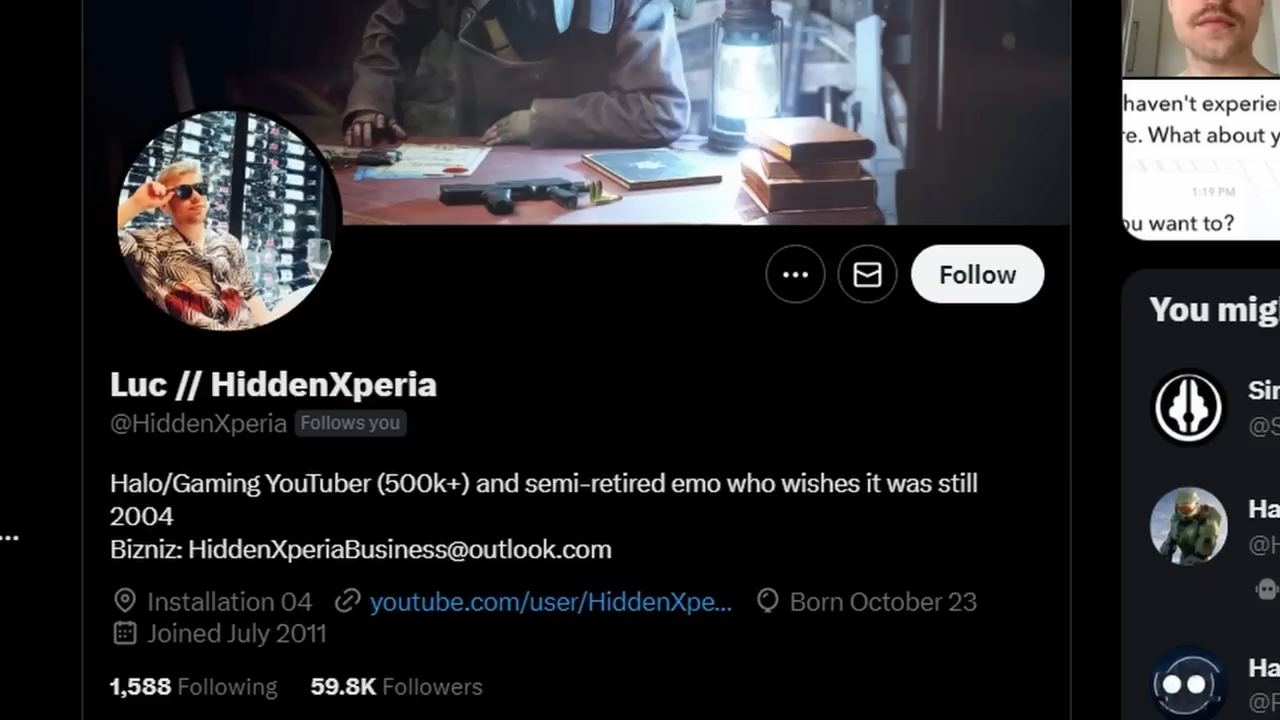 haven't experie
re. What about y
1:19 PM
ou want to?
Follow
You mig
Luc // HiddenXperia
@HiddenXperia Follows you
Halo/Gaming YouTuber (500k+) and semi-retired emo who wishes it was still
2004
Bizniz: HiddenXperiaBusiness@outlook.com
Installation 04 youtube.com/user/HiddenXpe... Born October 23
Joined July 2011
1,588 Following 59.8K Followers
Sin
@S
Ha
@H
Ha